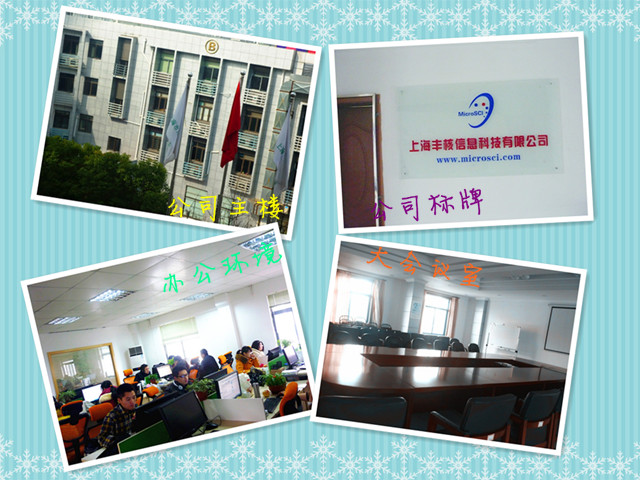 B
公司主楼
MicroSCI
上海丰核信息科技有限公司
www.microsci.com
公司标牌
办公环境
大会议室